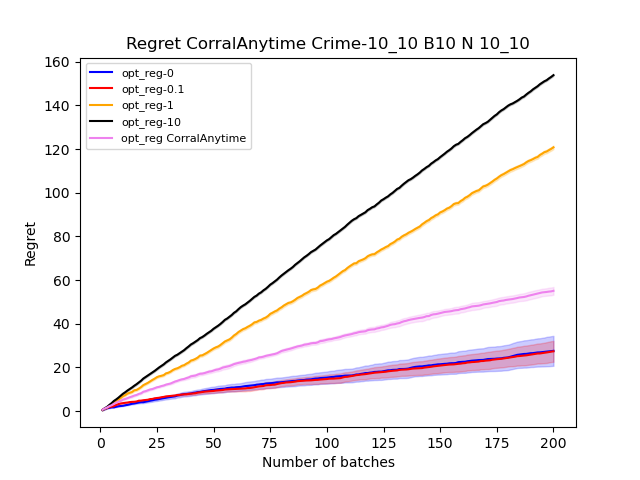 Regret CorralAnytime Crime-10_10 B10 N 10_10
opt_reg-0
opt_reg-0.1
opt_reg-1
opt_reg-10
opt_reg CorralAnytime
Regret
160
140
120
100
80
60
40
20
0
0 25 50 75 100 125 150 175 200
Number of batches